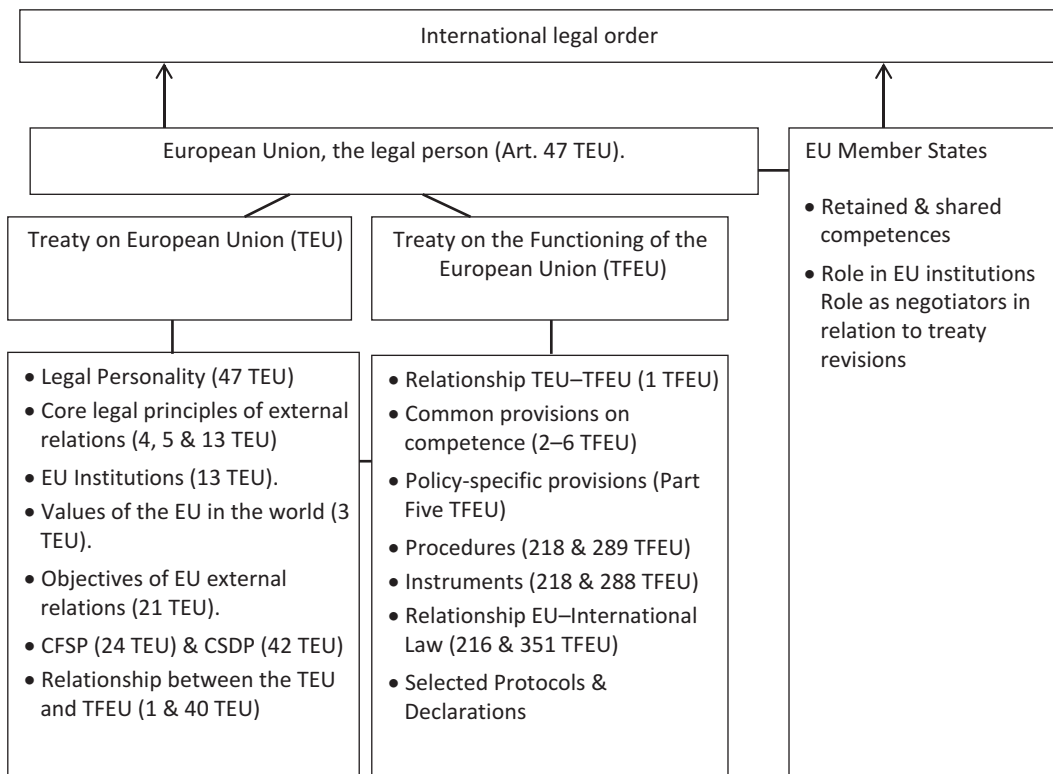 International legal order
European Union, the legal person (Art. 47 TEU).
EU Member States
• Retained & shared
competences
• Role in EU institutions
Role as negotiators in
relation to treaty
revisions
Treaty on European Union (TEU)
Treaty on the Functioning of the
European Union (TFEU)
• Legal Personality (47 TEU)
• Core legal principles of external
relations (4, 5 & 13 TEU)
• EU Institutions (13 TEU).
• Values of the EU in the world (3
TEU).
• Objectives of EU external
relations (21 TEU).
• CFSP (24 TEU) & CSDP (42 TEU)
• Relationship between the TEU
and TFEU (1 & 40 TEU)
• Relationship TEU–TFEU (1 TFEU)
• Common provisions on
competence (2–6 TFEU)
• Policy-specific provisions (Part
Five TFEU)
• Procedures (218 & 289 TFEU)
• Instruments (218 & 288 TFEU)
• Relationship EU–International
Law (216 & 351 TFEU)
• Selected Protocols &
Declarations